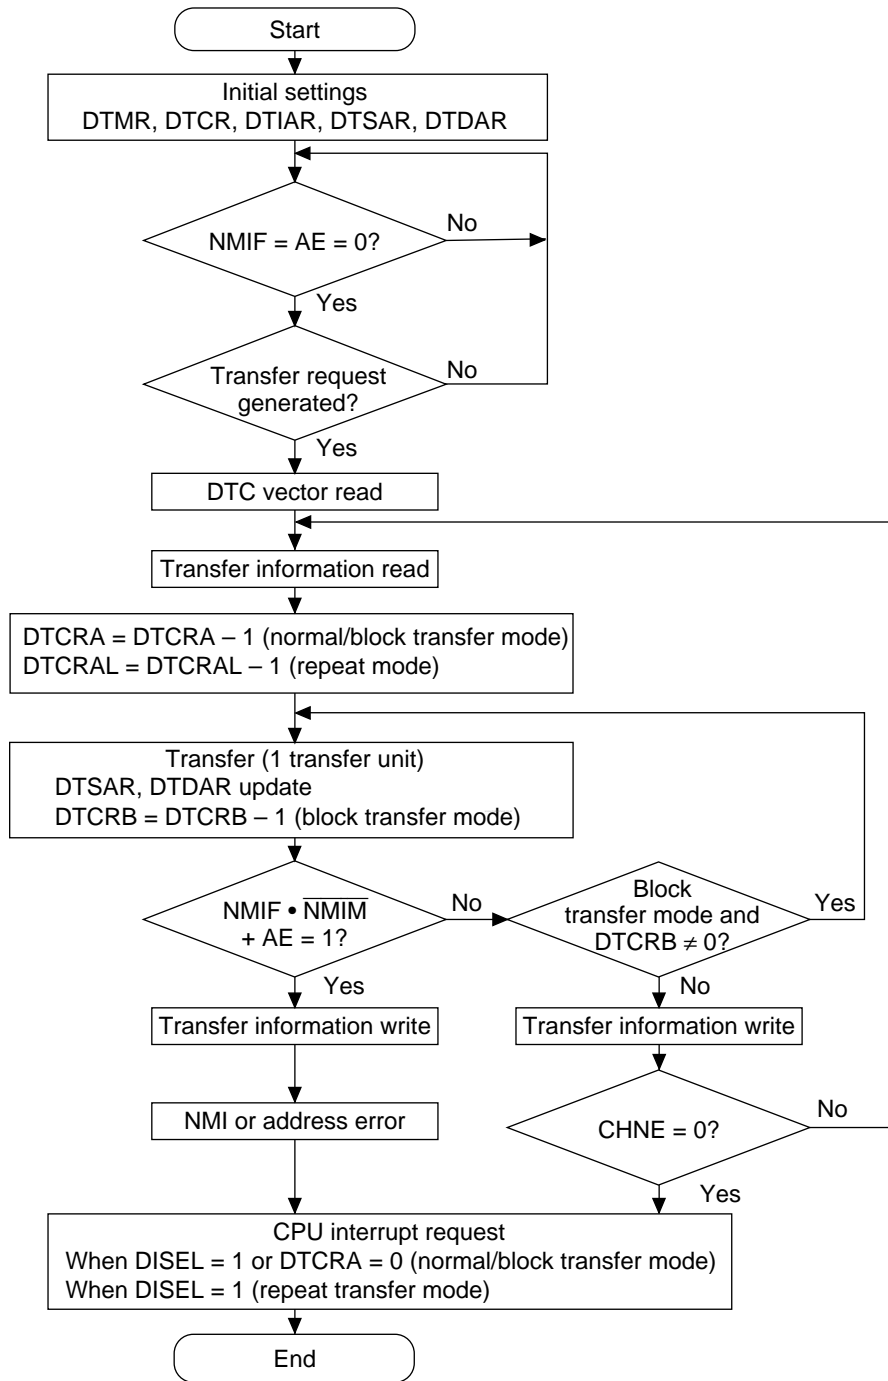 Start
Initial settings
DTMR, DTCR, DTIAR, DTSAR, DTDAR
NMIF = AE = 0?
No
Yes
Transfer request
generated?
No
Yes
DTC vector read
Transfer information read
DTCRA = DTCRA – 1 (normal/block transfer mode)
DTCRAL = DTCRAL – 1 (repeat mode)
Transfer (1 transfer unit)
DTSAR, DTDAR update
DTCRB = DTCRB – 1 (block transfer mode)
NMIF • N̅M̅I̅M̅
+ AE = 1?
No
Yes
Block
transfer mode and
DTCRB ≠ 0?
Yes
No
Transfer information write
Transfer information write
NMI or address error
CHNE = 0?
No
Yes
CPU interrupt request
When DISEL = 1 or DTCRA = 0 (normal/block transfer mode)
When DISEL = 1 (repeat transfer mode)
End